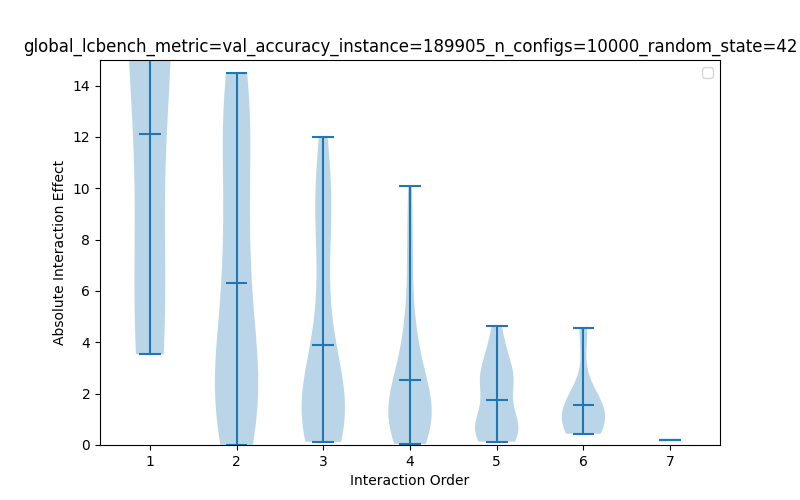 global_lcbench_metric=val_accuracy_instance=189905_n_configs=10000_random_state=42
14
12
10
8
6
4
2
0
Absolute Interaction Effect
1 2 3 4 5 6 7
Interaction Order